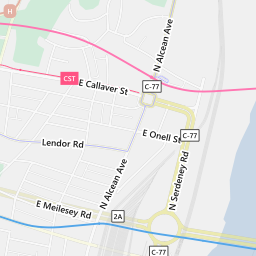 H
N Alcean Ave
CST
E Callaver St
C-77
C-77
E Onell St
Lendor Rd
N Alcean Ave
N Serdeney Rd
E Meilesey Rd
2A
C-77